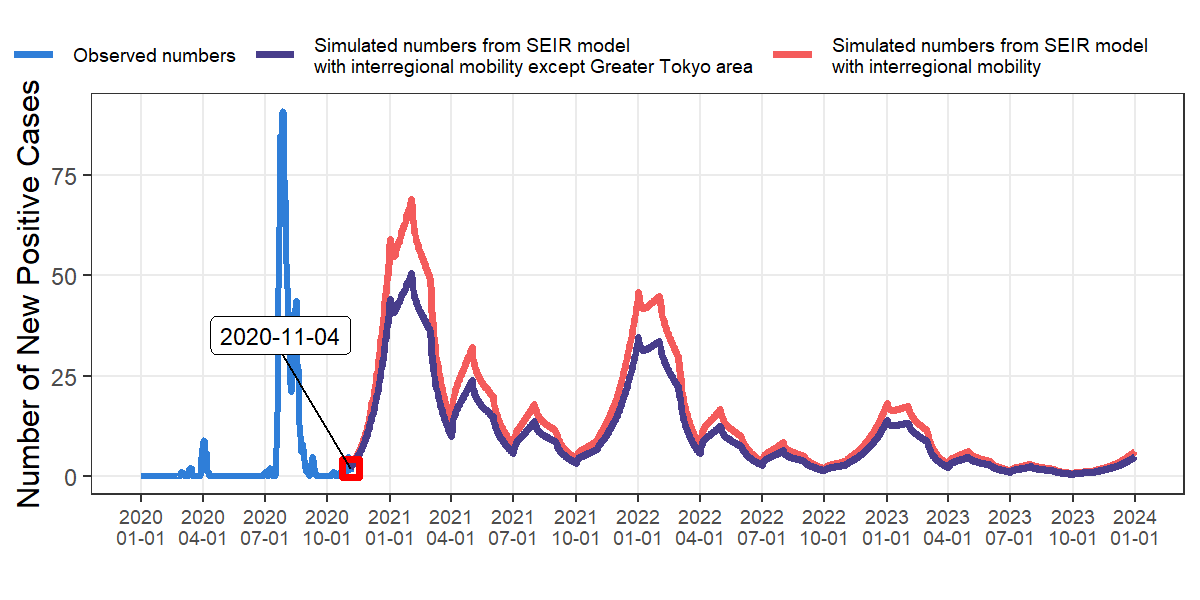 Observed numbers
Simulated numbers from SEIR model
with interregional mobility except Greater Tokyo area
Simulated numbers from SEIR model
with interregional mobility
Number of New Positive Cases
75
50
25
0
2020-11-04
2020 2020 2020 2020 2021 2021 2021 2021 2022 2022 2022 2022 2023 2023 2023 2023 2024
01-01 04-01 07-01 10-01 01-01 04-01 07-01 10-01 01-01 04-01 07-01 10-01 01-01 04-01 07-01 10-01 01-01